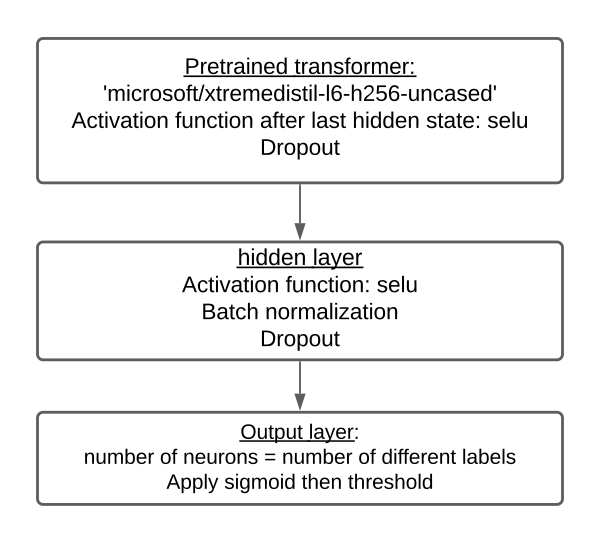 Pretrained transformer:
'microsoft/xtremedistil-l6-h256-uncased'
Activation function after last hidden state: selu
Dropout
hidden layer
Activation function: selu
Batch normalization
Dropout
Output layer:
number of neurons = number of different labels
Apply sigmoid then threshold